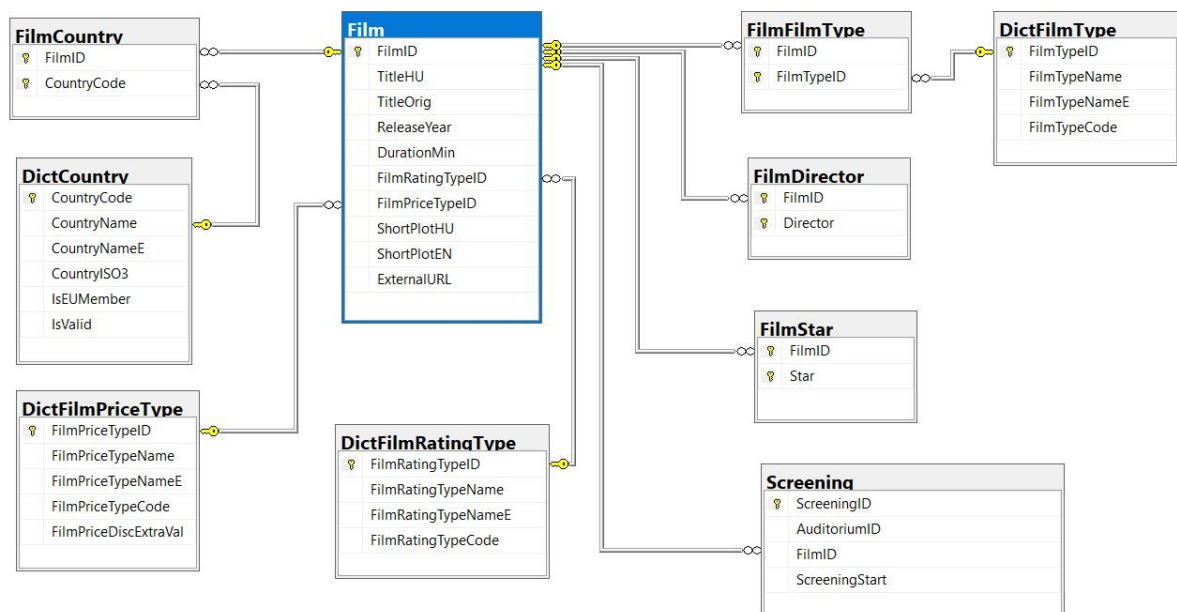 FilmCountry
FilmID
CountryCode
DictCountry
CountryCode
CountryName
CountryNameE
CountryISO3
IsEUMember
IsValid
DictFilmPriceType
FilmPriceTypeID
FilmPriceTypeName
FilmPriceTypeNameE
FilmPriceTypeCode
FilmPriceDiscExtraVal
Film
FilmID
TitleHU
TitleOrig
ReleaseYear
DurationMin
FilmRatingTypeID
FilmPriceTypeID
ShortPlotHU
ShortPlotEN
ExternalURL
DictFilmRatingType
FilmRatingTypeID
FilmRatingTypeName
FilmRatingTypeNameE
FilmRatingTypeCode
FilmFilmType
FilmID
FilmTypeID
DictFilmType
FilmTypeID
FilmTypeName
FilmTypeNameE
FilmTypeCode
FilmDirector
FilmID
Director
FilmStar
FilmID
Star
Screening
ScreeningID
AuditoriumID
FilmID
ScreeningStart